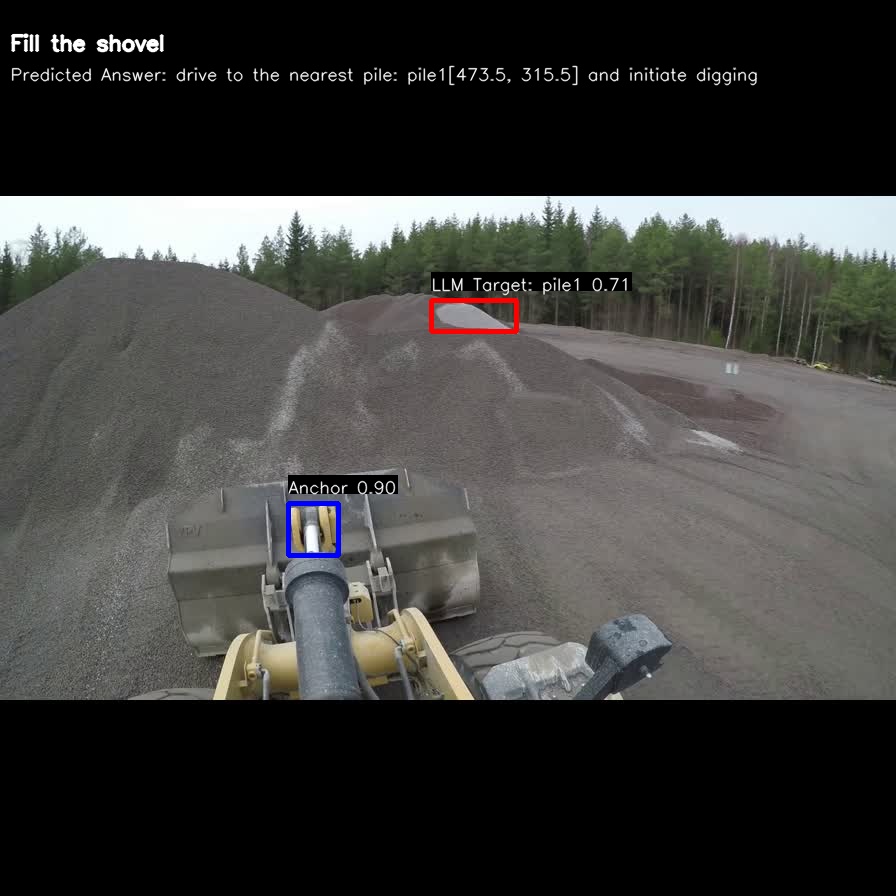 Fill the shovel
Predicted Answer: drive to the nearest pile: pile1[473.5, 315.5] and initiate digging
LLM Target: pile1 0.71
Anchor 0.90